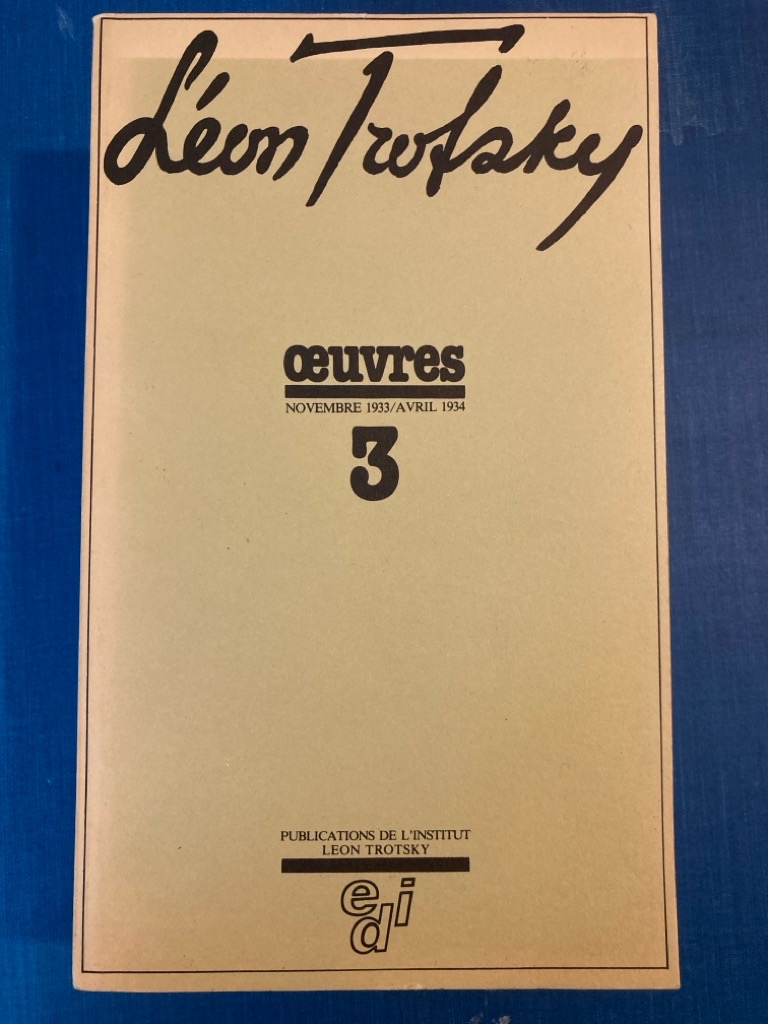 Léon Trotsky
œuvres
NOVEMBRE 1933/AVRIL 1934
3
PUBLICATIONS DE L'INSTITUT
LEON TROTSKY
edi